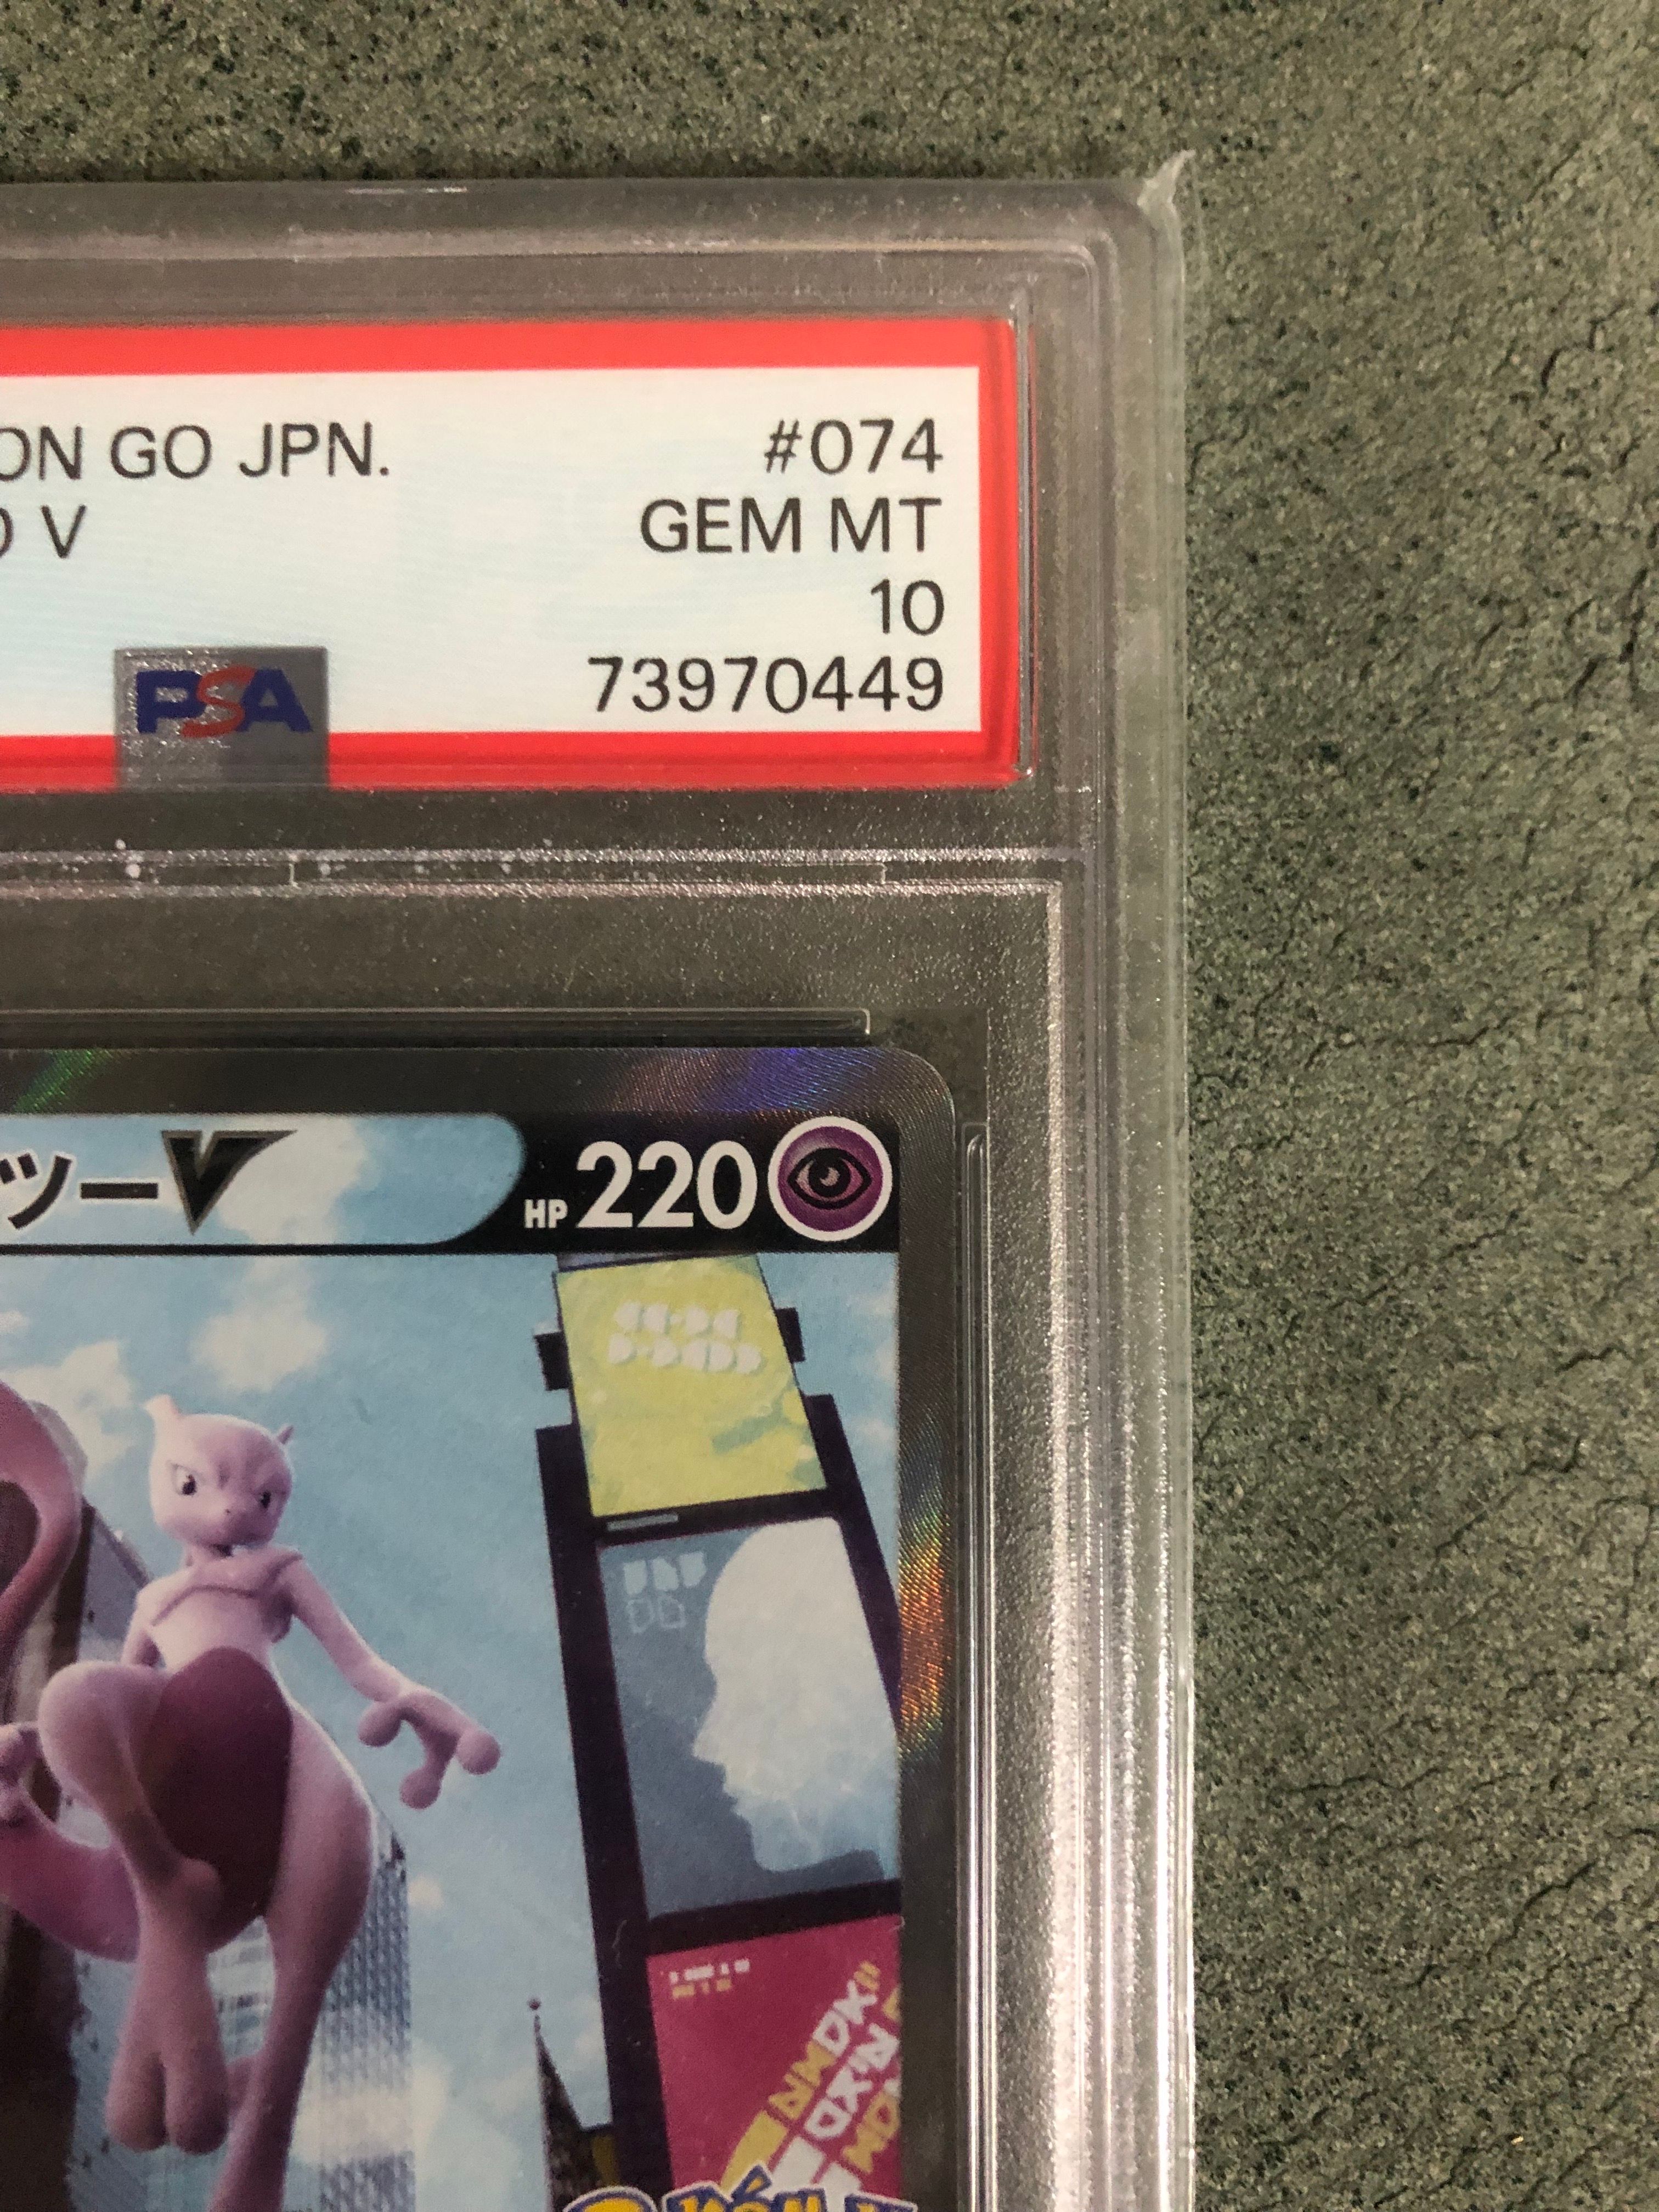 ON GO JPN. #074
O V GEM MT
10
PSA 73970449
ツーV HP 220